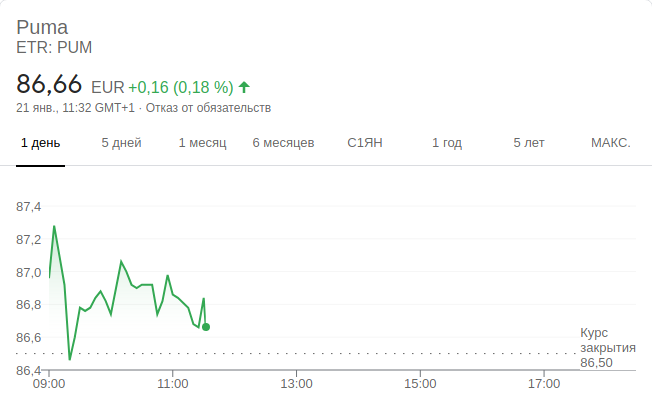 Puma
ETR: PUM
86,66 EUR +0,16 (0,18 %)
21 янв., 11:32 GMT+1 · Отказ от обязательств
1 день 5 дней 1 месяц 6 месяцев С1ЯН 1 год 5 лет МАКС.
87,4
87,2
87,0
86,8
86,6
86,4
Курс
закрытия
86,50
09:00 11:00 13:00 15:00 17:00